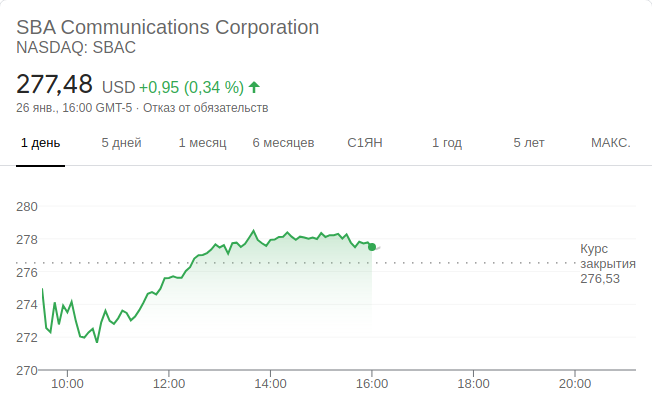 SBA Communications Corporation
NASDAQ: SBAC
277,48 USD +0,95 (0,34 %)
26 янв., 16:00 GMT-5 · Отказ от обязательств
1 день 5 дней 1 месяц 6 месяцев С1ЯН 1 год 5 лет МАКС.
280
278
Курс
закрытия
276,53
276
274
272
270
10:00 12:00 14:00 16:00 18:00 20:00